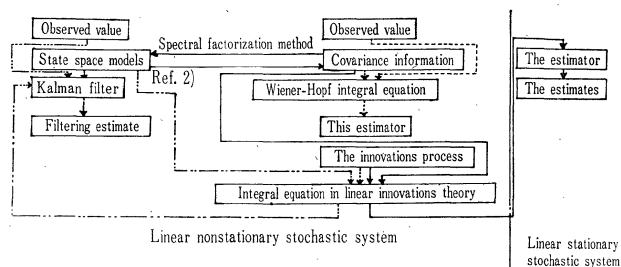 Observed value
Observed value
Spectral factorization method
State space models
Covariance information
The estimator
Ref. 2)
Kalman filter
Wiener-Hopf integral equation
The estimates
Filtering estimate
This estimator
The innovations process
Integral equation in linear innovations theory
Linear nonstationary stochastic system
Linear stationary
stochastic system